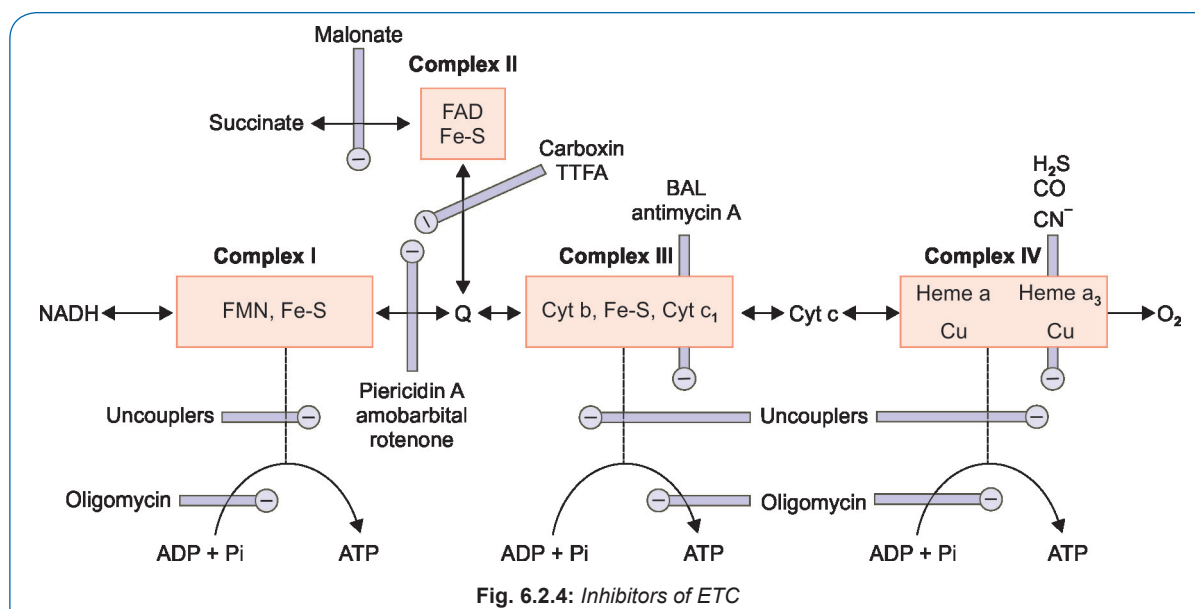 Malonate
Complex II
Succinate
FAD
Fe-S
Carboxin
TTFA
BAL
antimycin A
H₂S
CO
CN⁻
Complex I
Complex III
Complex IV
NADH
FMN, Fe-S
Q
Cyt b, Fe-S, Cyt c₁
Cyt c
Heme a Heme a₃
Cu Cu
O₂
Piericidin A
amobarbital
rotenone
Uncouplers
Uncouplers
Oligomycin
Oligomycin
ADP + Pi ATP
ADP + Pi ATP
ADP + Pi ATP
Fig. 6.2.4: Inhibitors of ETC